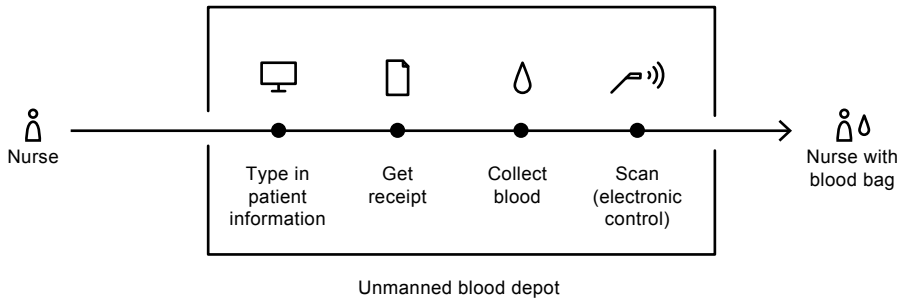 Nurse
Type in
patient
information
Get
receipt
Collect
blood
Scan
(electronic
control)
Nurse with
blood bag
Unmanned blood depot